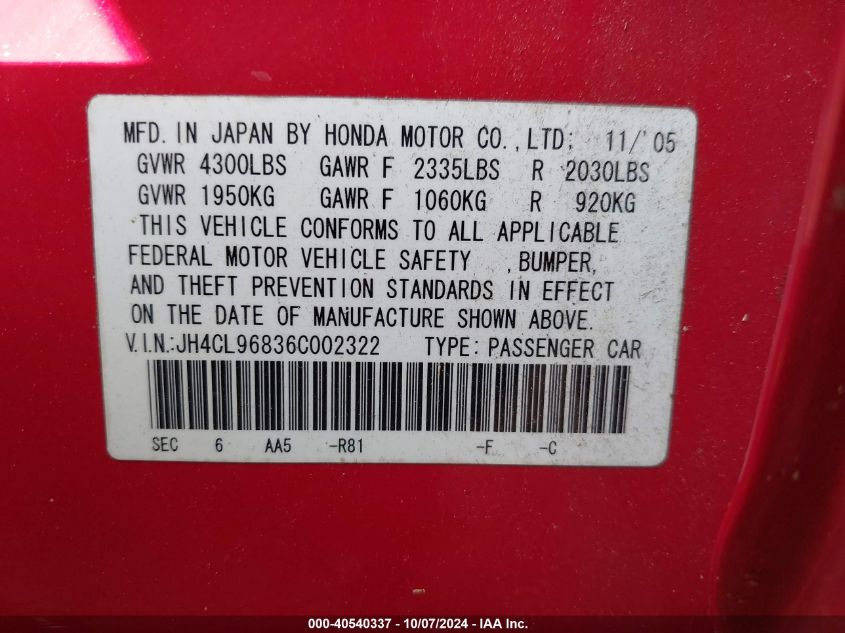 MFD. IN JAPAN BY HONDA MOTOR CO., LTD; 11/'05
GVWR 4300LBS GAWR F 2335LBS R 2030LBS
GVWR 1950KG GAWR F 1060KG R 920KG
THIS VEHICLE CONFORMS TO ALL APPLICABLE
FEDERAL MOTOR VEHICLE SAFETY , BUMPER,
AND THEFT PREVENTION STANDARDS IN EFFECT
ON THE DATE OF MANUFACTURE SHOWN ABOVE.
V.I.N.:JH4CL96836C002322 TYPE: PASSENGER CAR
SEC 6 AA5 -R81 -F -C
000-40540337 - 10/07/2024 - IAA Inc.